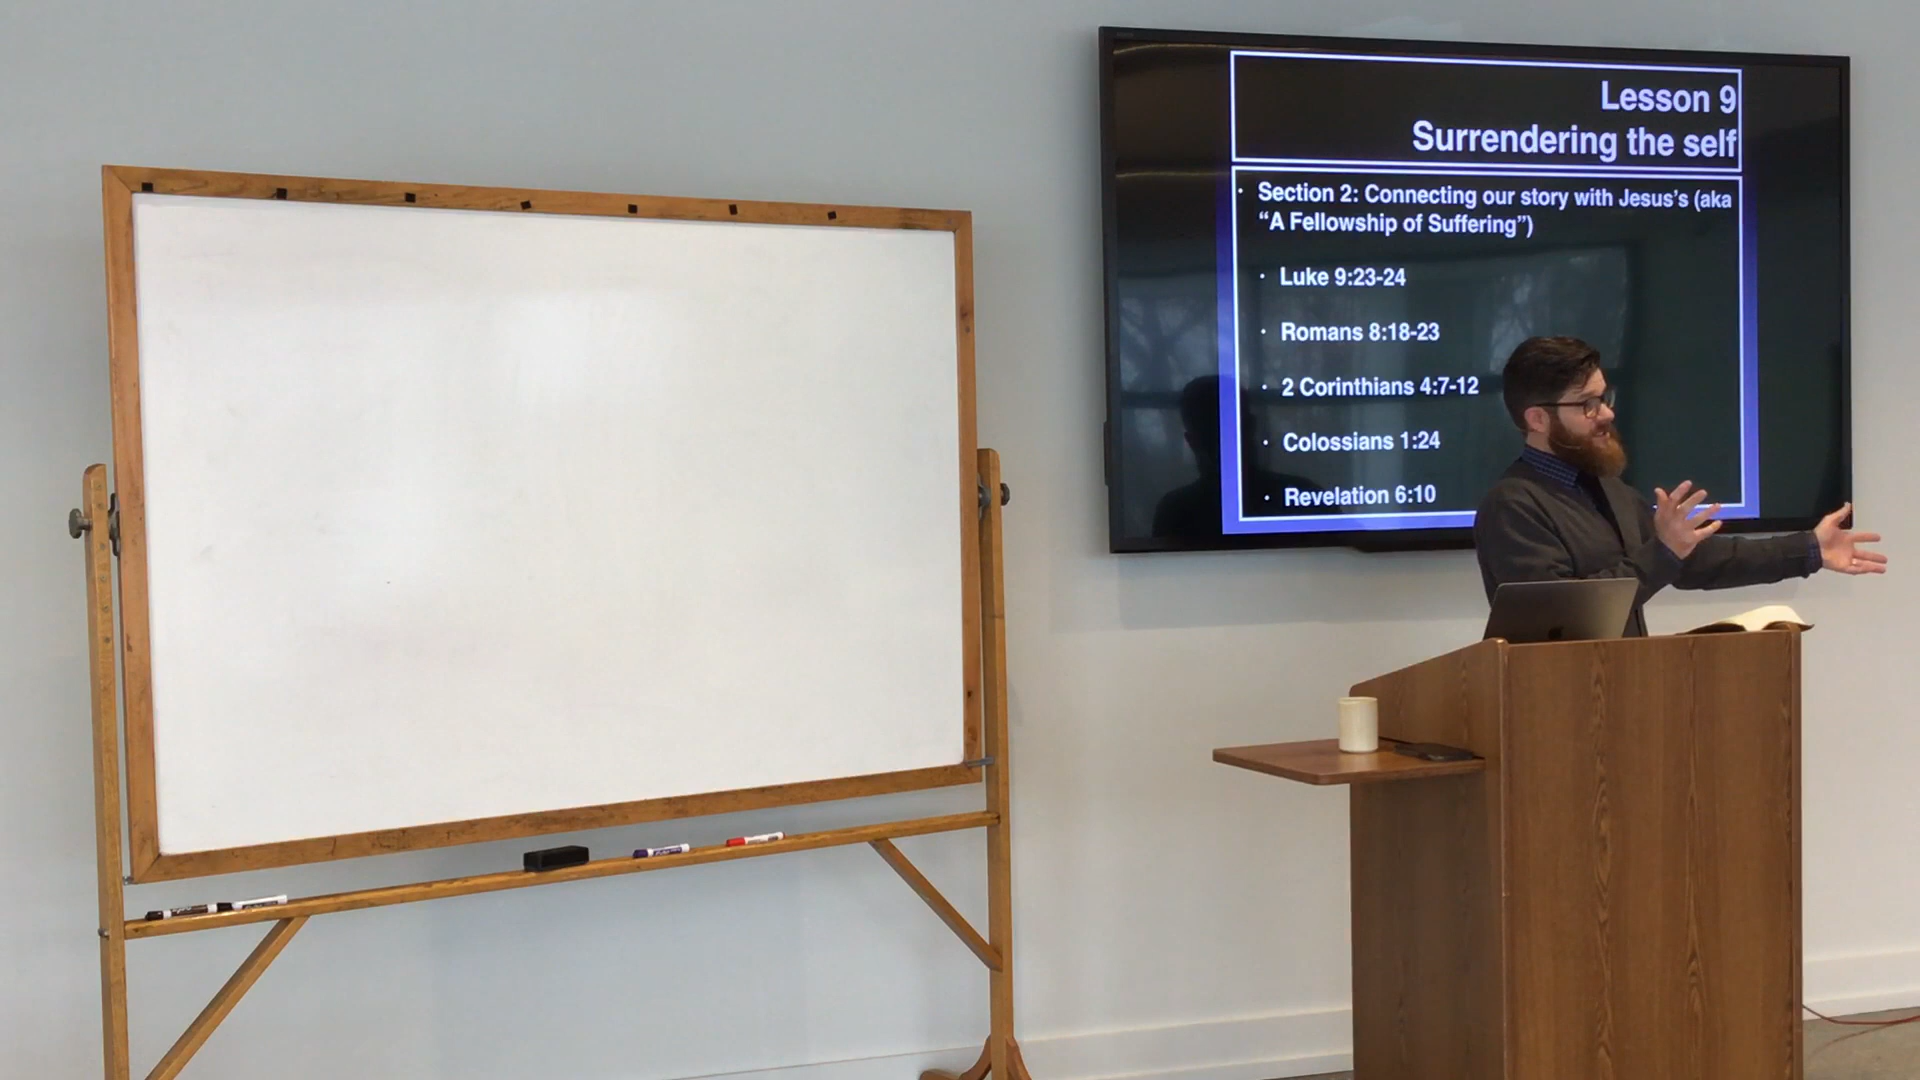 Lesson 9
Surrendering the self
• Section 2: Connecting our story with Jesus’s (aka
“A Fellowship of Suffering”)
• Luke 9:23-24
• Romans 8:18-23
• 2 Corinthians 4:7-12
• Colossians 1:24
• Revelation 6:10